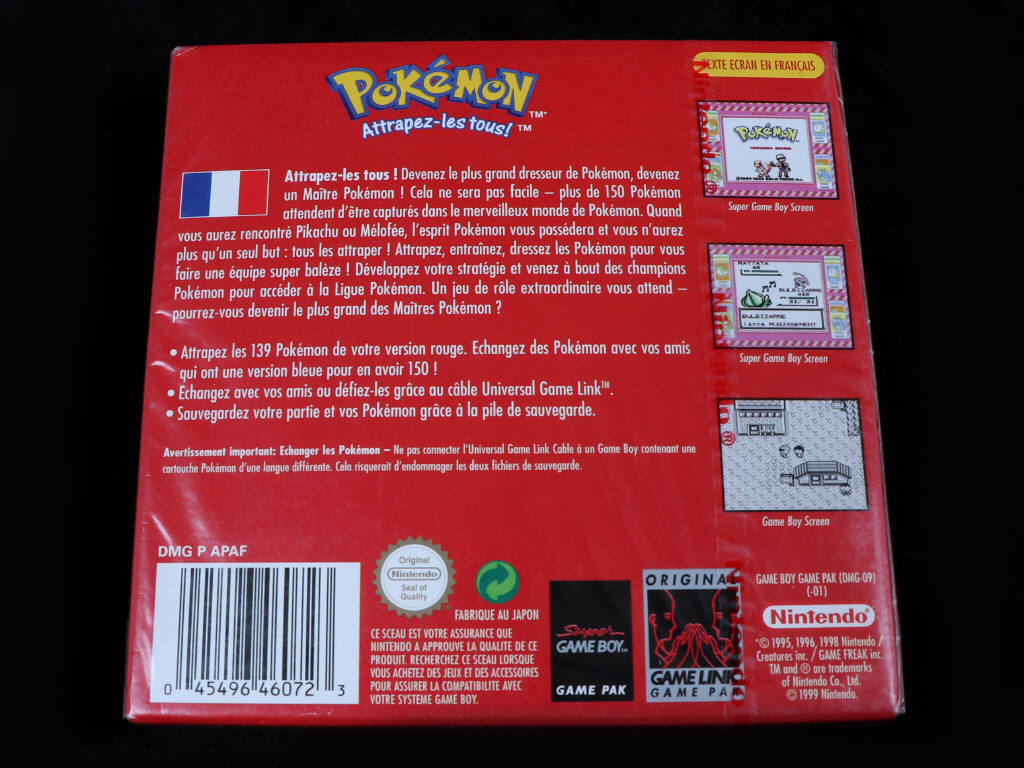 POKéMON™
Attrapez-les tous! ™
TEXTE ECRAN EN FRANÇAIS
Attrapez-les tous ! Devenez le plus grand dresseur de Pokémon, devenez
un Maître Pokémon ! Cela ne sera pas facile – plus de 150 Pokémon
attendent d'être capturés dans le merveilleux monde de Pokémon. Quand
vous aurez rencontré Pikachu ou Mélofée, l'esprit Pokémon vous possédera et vous n'aurez
plus qu'un seul but : tous les attraper ! Attrapez, entraînez, dressez les Pokémon pour vous
faire une équipe super balèze ! Développez votre stratégie et venez à bout des champions
Pokémon pour accéder à la Ligue Pokémon. Un jeu de rôle extraordinaire vous attend –
pourrez-vous devenir le plus grand des Maîtres Pokémon ?
• Attrapez les 139 Pokémon de votre version rouge. Echangez des Pokémon avec vos amis
qui ont une version bleue pour en avoir 150 !
• Echangez avec vos amis ou défiez-les grâce au câble Universal Game Link™.
• Sauvegardez votre partie et vos Pokémon grâce à la pile de sauvegarde.
Avertissement important: Echanger les Pokémon – Ne pas connecter l'Universal Game Link Cable à un Game Boy contenant une
cartouche Pokémon d'une langue différente. Cela risquerait d'endommager les deux fichiers de sauvegarde.
POKéMON
Super Game Boy Screen
RATTATA
BULBIZARRE
31/ 31
BULBIZARRE
lance RUGISSEMENT
Super Game Boy Screen
Game Boy Screen
Nintendo®
DMG P APAF
0 45496 46072 3
Original
Nintendo
Seal of
Quality
FABRIQUE AU JAPON
CE SCEAU EST VOTRE ASSURANCE QUE
NINTENDO A APPROUVE LA QUALITE DE CE
PRODUIT. RECHERCHEZ CE SCEAU LORSQUE
VOUS ACHETEZ DES JEUX ET DES ACCESSOIRES
POUR ASSURER LA COMPATIBILITE AVEC
VOTRE SYSTEME GAME BOY.
Super
GAME BOY™
GAME PAK
ORIGINAL
GAME LINK
GAME PAK
GAME BOY GAME PAK (DMG-09)
(-01)
Nintendo®
*© 1995, 1996, 1998 Nintendo /
Creatures inc. / GAME FREAK inc.
TM and ® are trademarks
of Nintendo Co., Ltd.
© 1999 Nintendo.